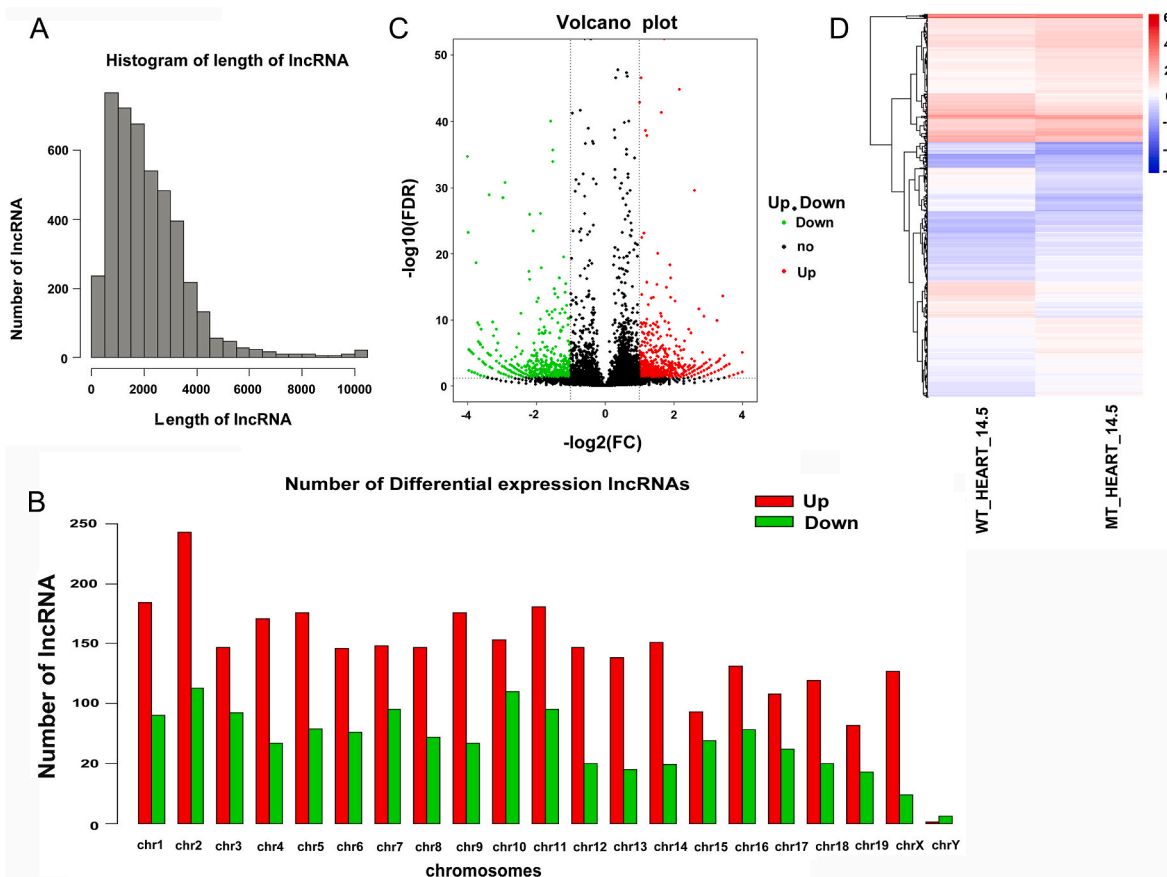 A
Histogram of length of lncRNA
Number of lncRNA
600
400
200
0
0 2000 4000 6000 8000 10000
Length of lncRNA
C
Volcano plot
-log10(FDR)
50
40
30
20
10
0
-4 -2 0 2 4
-log2(FC)
Up.Down
Down
no
Up
D
6
4
2
0
-
-
-
WT_HEART_14.5
MT_HEART_14.5
B
Number of Differential expression lncRNAs
Up
Down
Number of lncRNA
250
200
150
100
20
0
chr1 chr2 chr3 chr4 chr5 chr6 chr7 chr8 chr9 chr10 chr11 chr12 chr13 chr14 chr15 chr16 chr17 chr18 chr19 chrX chrY
chromosomes